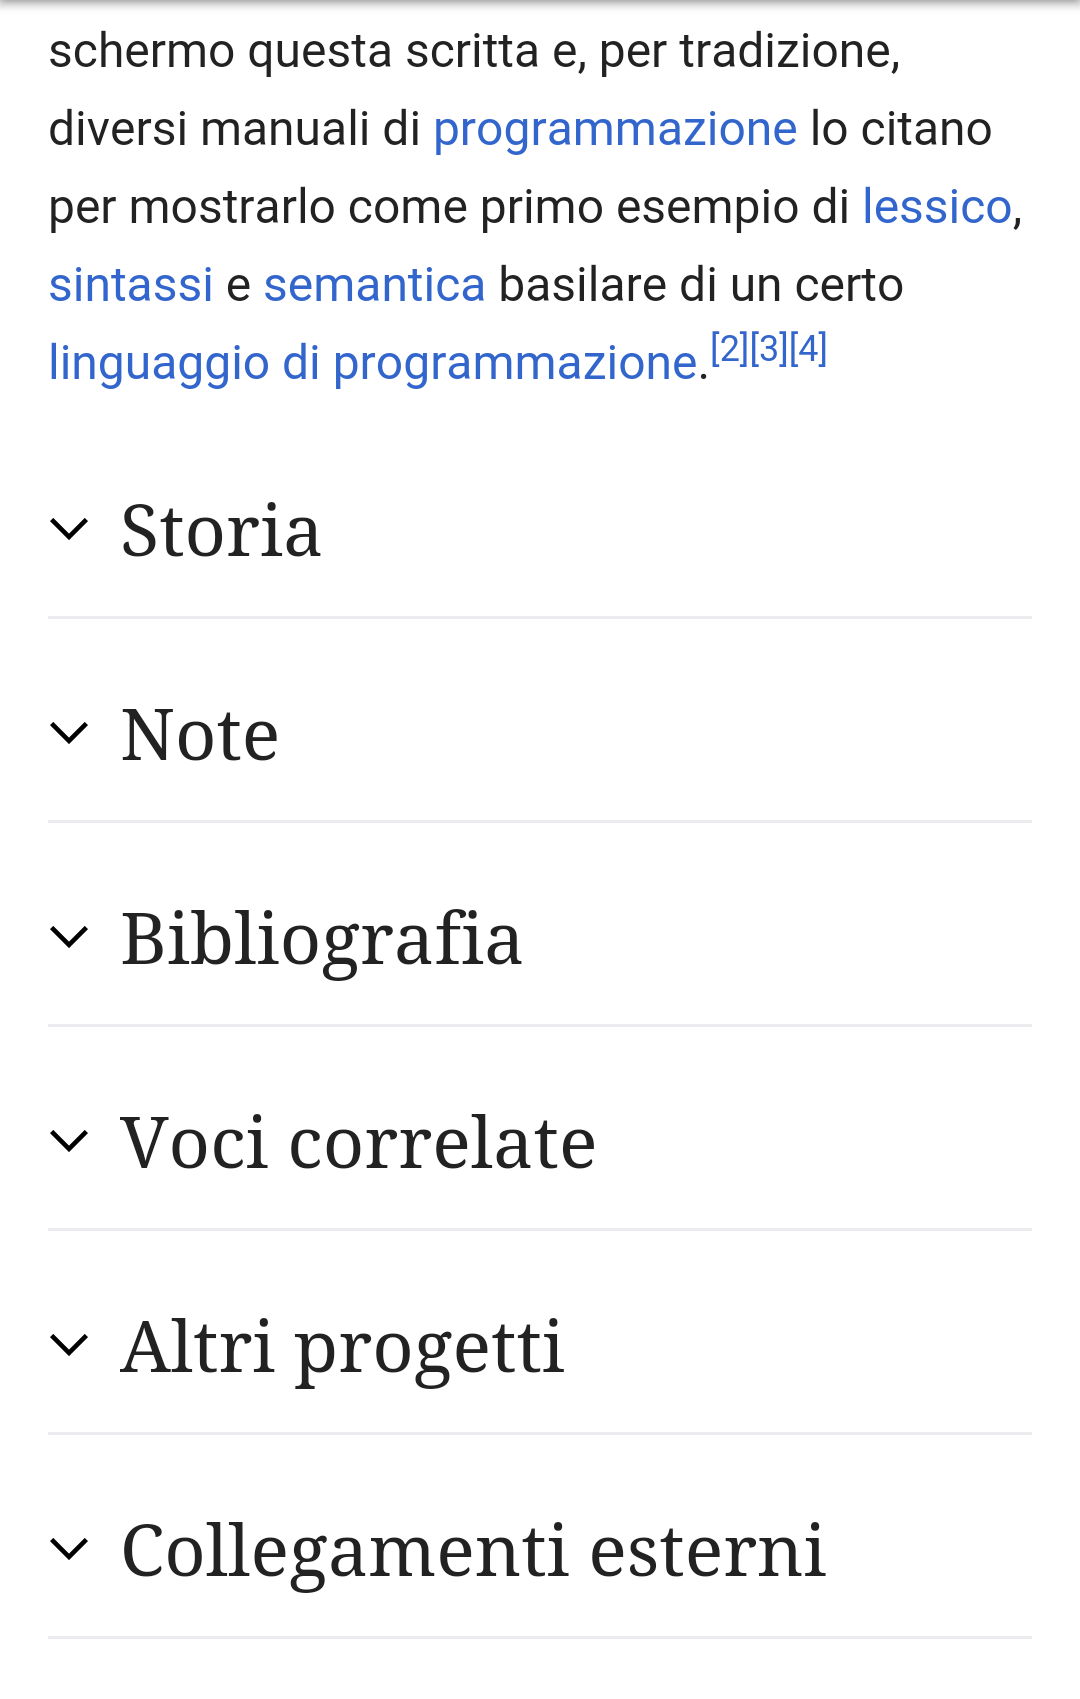 schermo questa scritta e, per tradizione,
diversi manuali di programmazione lo citano
per mostrarlo come primo esempio di lessico,
sintassi e semantica basilare di un certo
linguaggio di programmazione.[2][3][4]
Storia
Note
Bibliografia
Voci correlate
Altri progetti
Collegamenti esterni